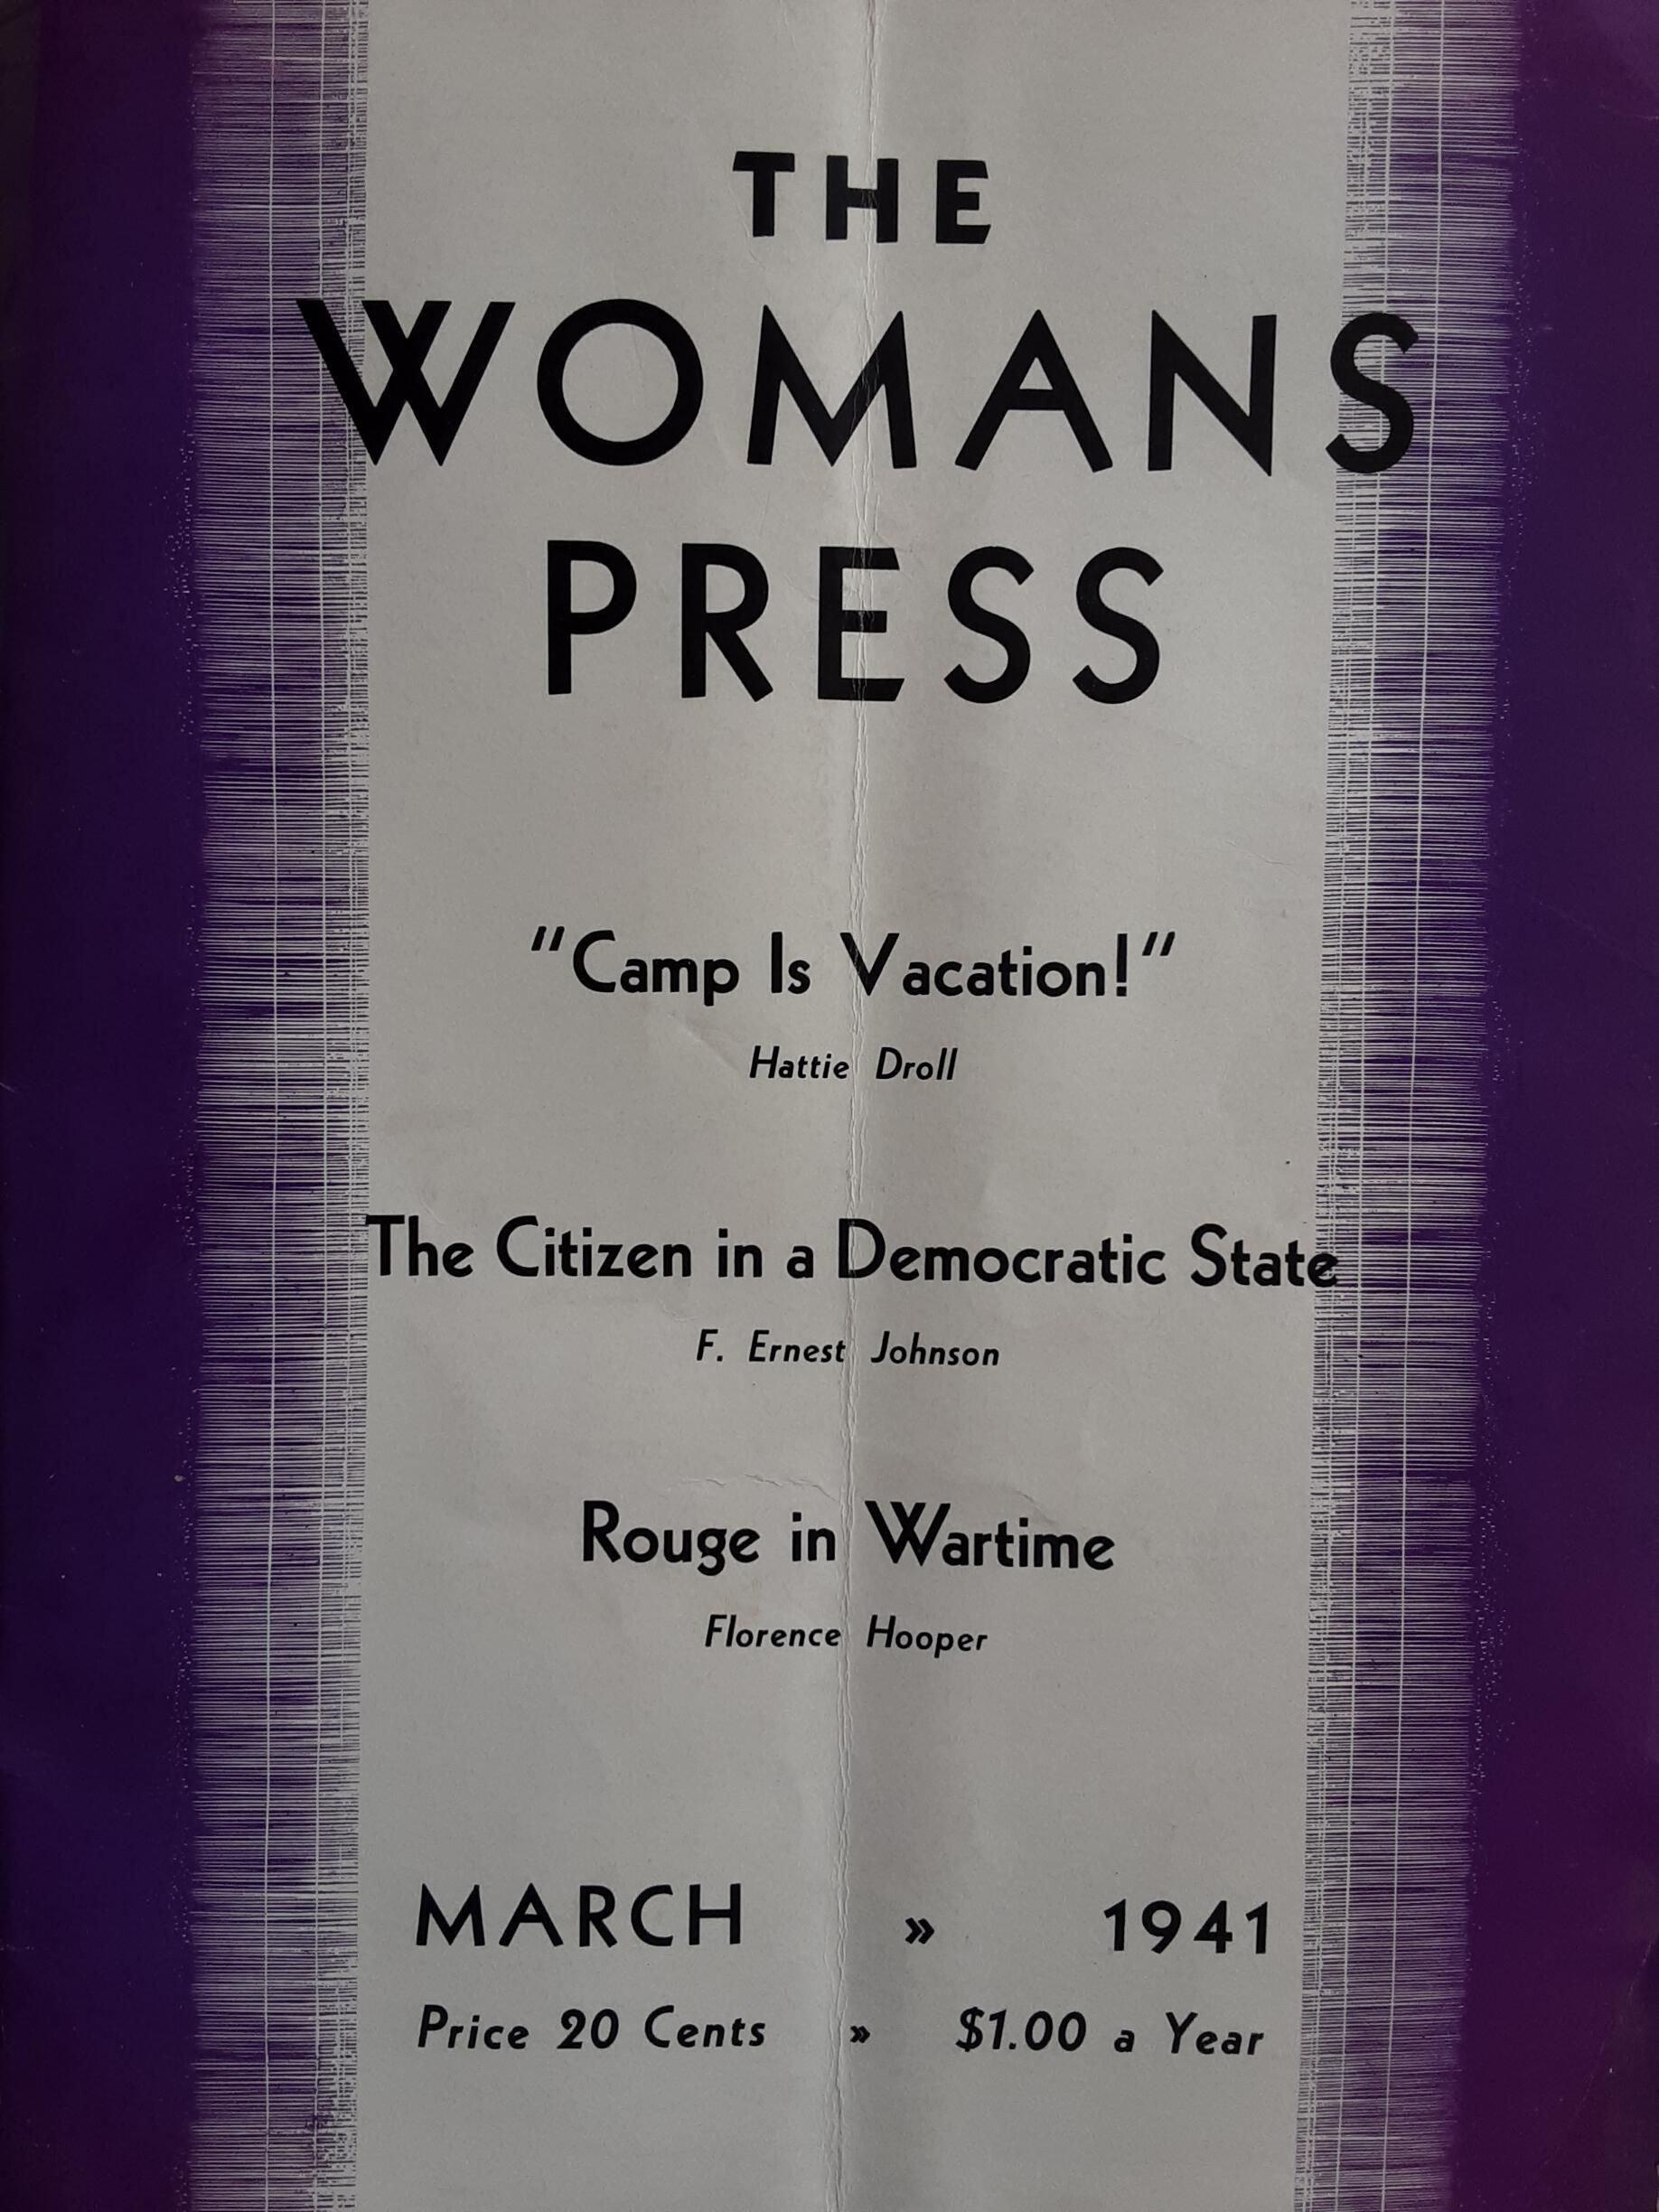 THE
WOMANS
PRESS
"Camp Is Vacation!"
Hattie Droll
The Citizen in a Democratic State
F. Ernest Johnson
Rouge in Wartime
Florence Hooper
MARCH » 1941
Price 20 Cents » $1.00 a Year